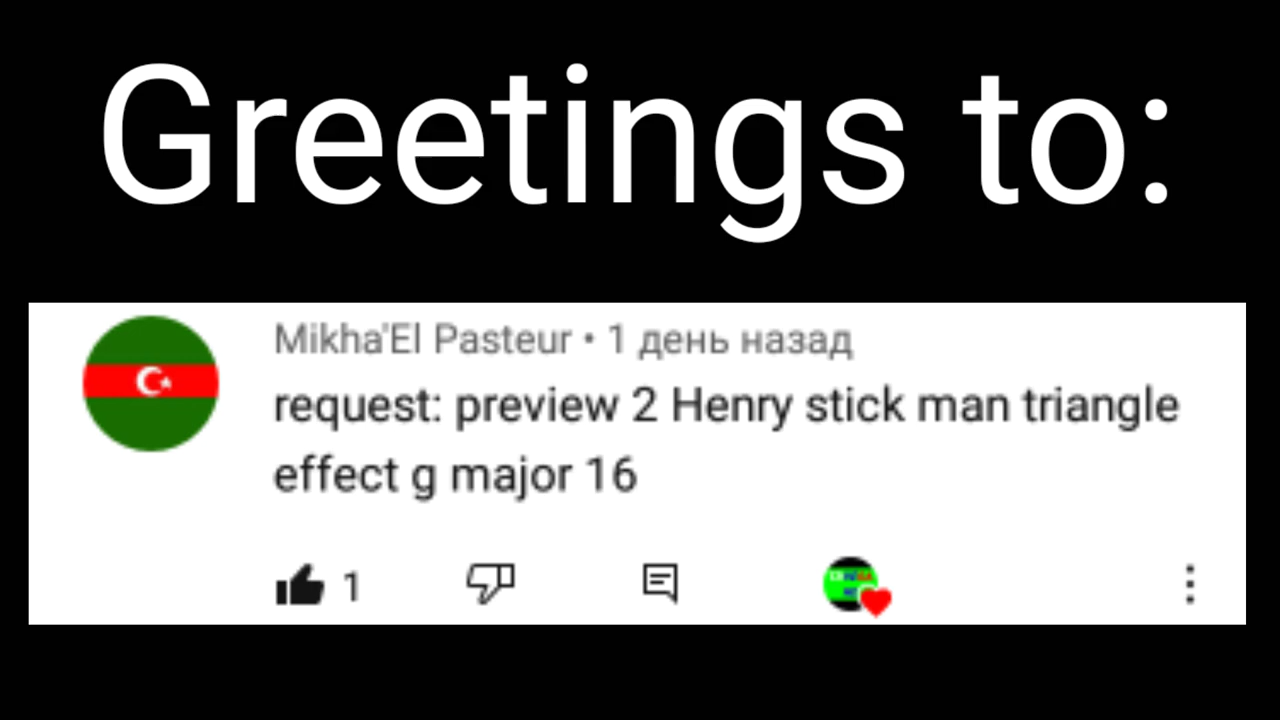 Greetings to:
Mikha'El Pasteur • 1 день назад
request: preview 2 Henry stick man triangle
effect g major 16
1